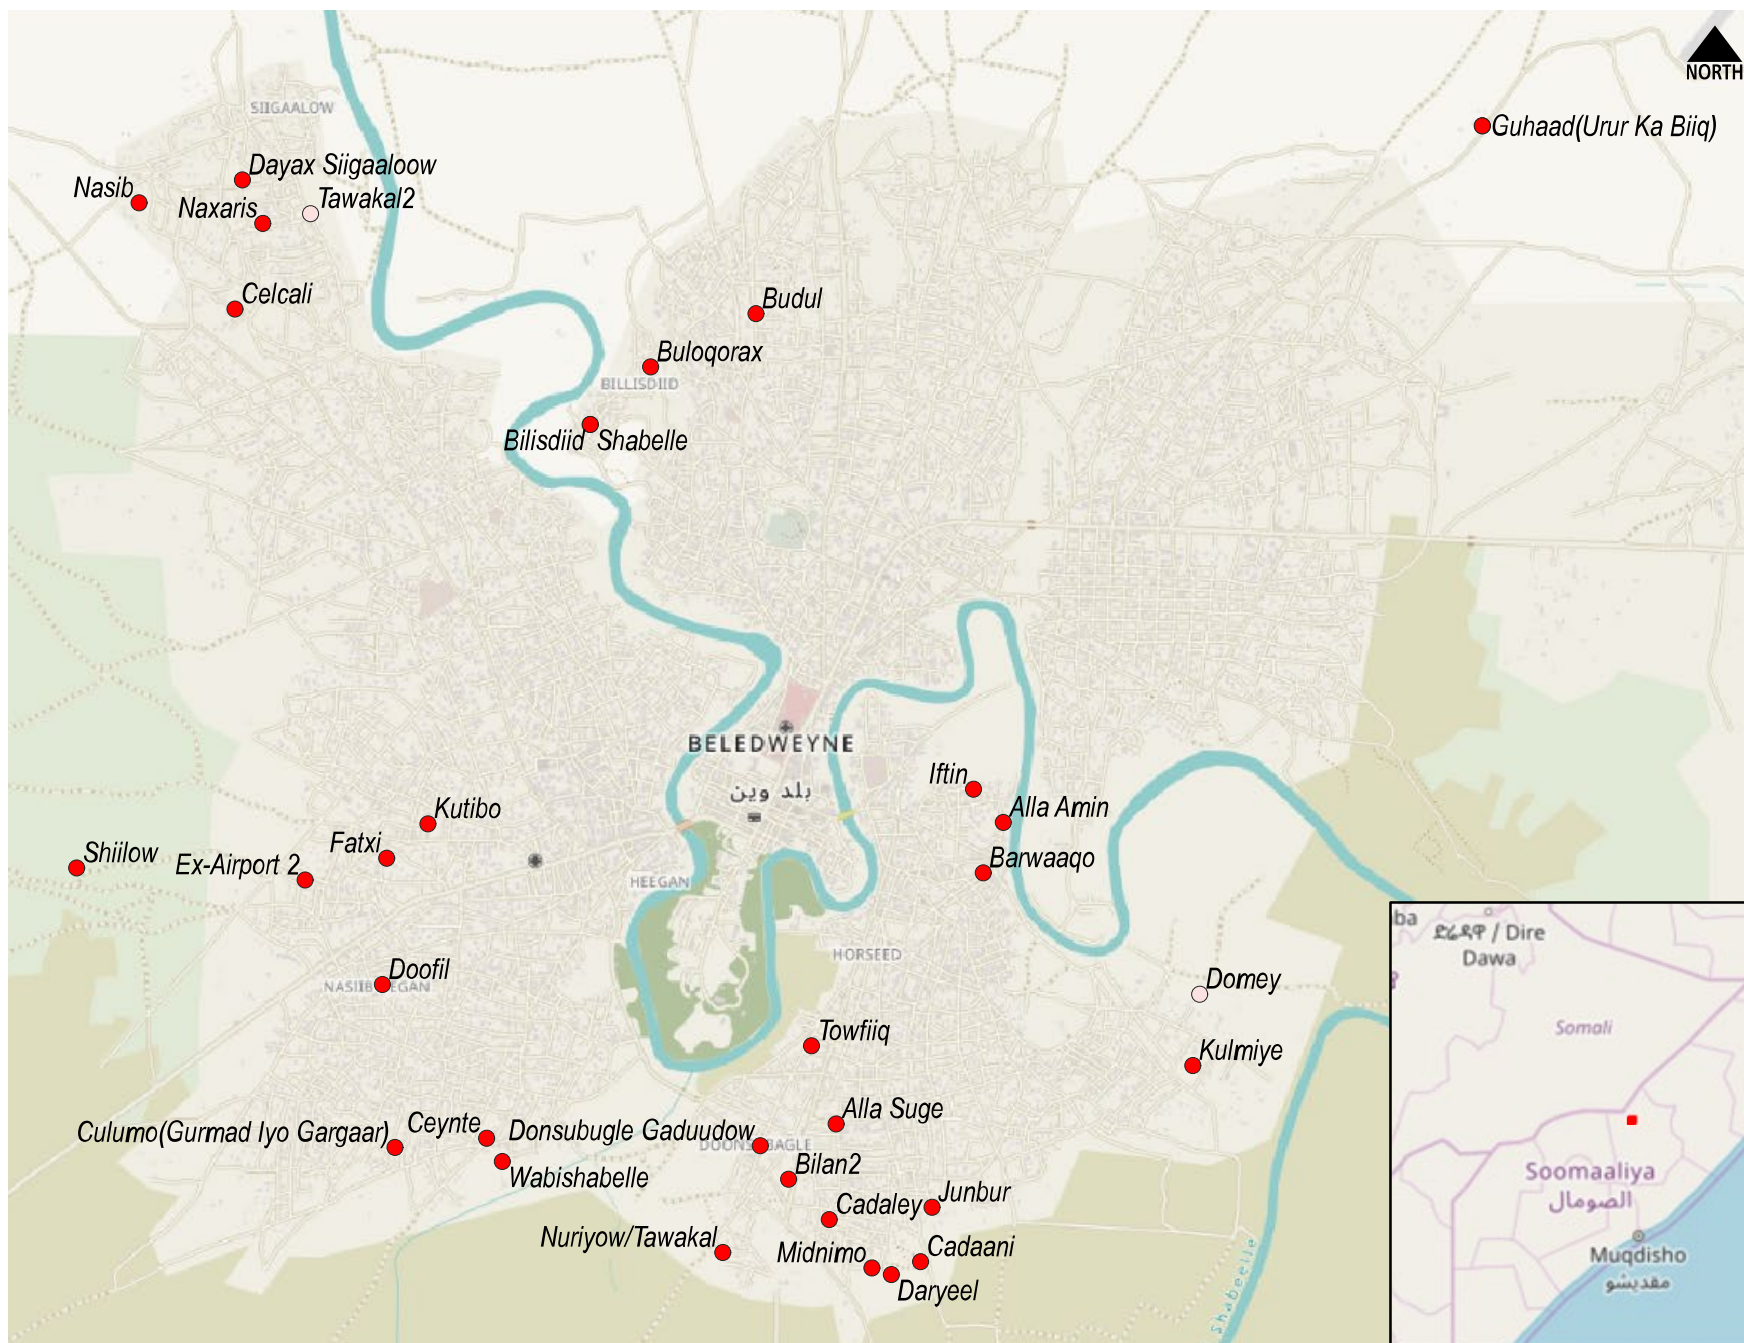 NORTH
SIIGAALOW
Guhaad(Urur Ka Biiq)
Dayax Siigaaloow
Nasib
Tawakal2
Naxaris
Celcali
Budul
Buloqorax
BILLISDIID
Bilisdiid Shabelle
BELEDWEYNE
بلد وين
Iftin
Alla Amin
Kutibo
Fatxi
Shiilow
Ex-Airport 2
Barwaaqo
HEEGAN
HORSEED
Doofil
Domey
Towfiiq
Kulmiye
Alla Suge
Ceynte
Culumo(Gurmad Iyo Gargaar)
Donsubugle Gaduudow
Bilan2
Wabishabelle
Cadaley
Junbur
Nuriyow/Tawakal
Midnimo
Cadaani
Daryeel
Shabeelle
ba
ድሬዳዋ / Dire
Dawa
Somali
Soomaaliya
الصومال
Muqdisho
مقديشو